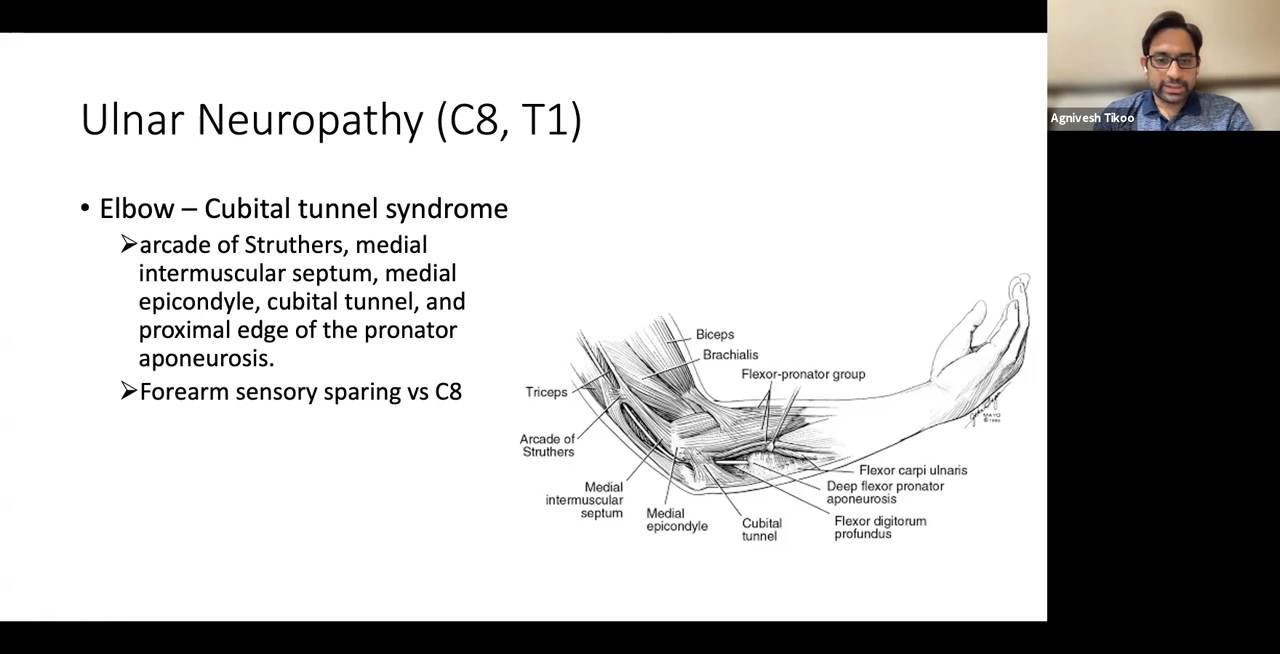 Ulnar Neuropathy (C8, T1)
• Elbow – Cubital tunnel syndrome
➢arcade of Struthers, medial
intermuscular septum, medial
epicondyle, cubital tunnel, and
proximal edge of the pronator
aponeurosis.
➢Forearm sensory sparing vs C8
Biceps
Brachialis
Flexor-pronator group
Triceps
Arcade of
Struthers
Medial
intermuscular
septum
Medial
epicondyle
Cubital
tunnel
Flexor carpi ulnaris
Deep flexor pronator
aponeurosis
Flexor digitorum
profundus
MAYO
Agnivesh Tikoo